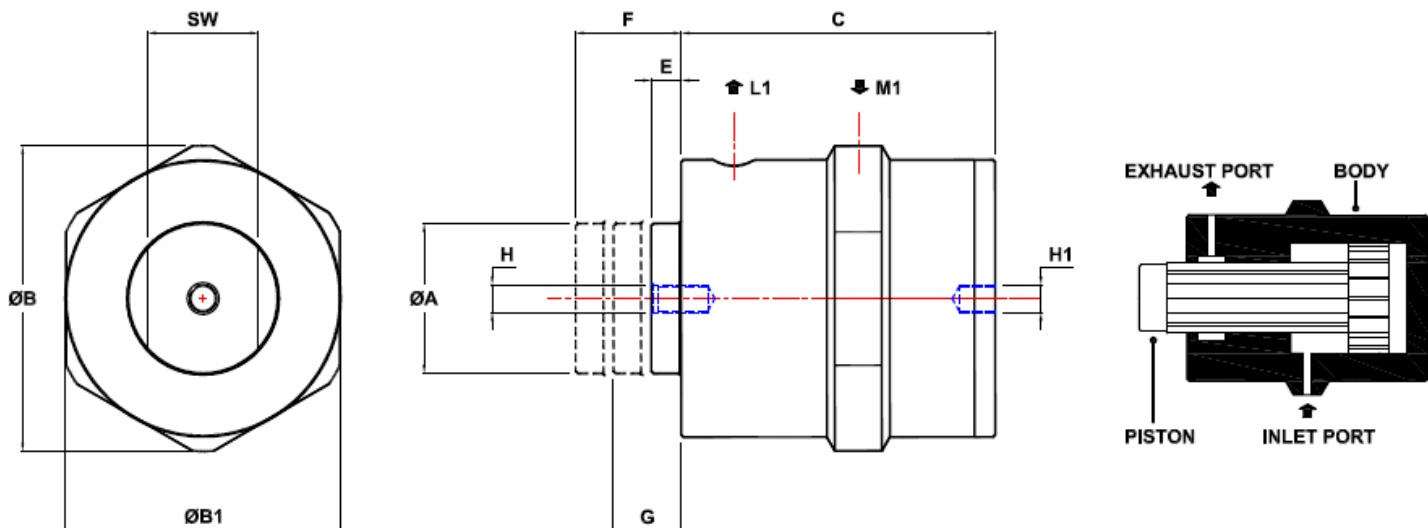 SW
F
C
E
L1
M1
EXHAUST PORT
BODY
H
H1
ØB
ØA
PISTON
INLET PORT
ØB1
G